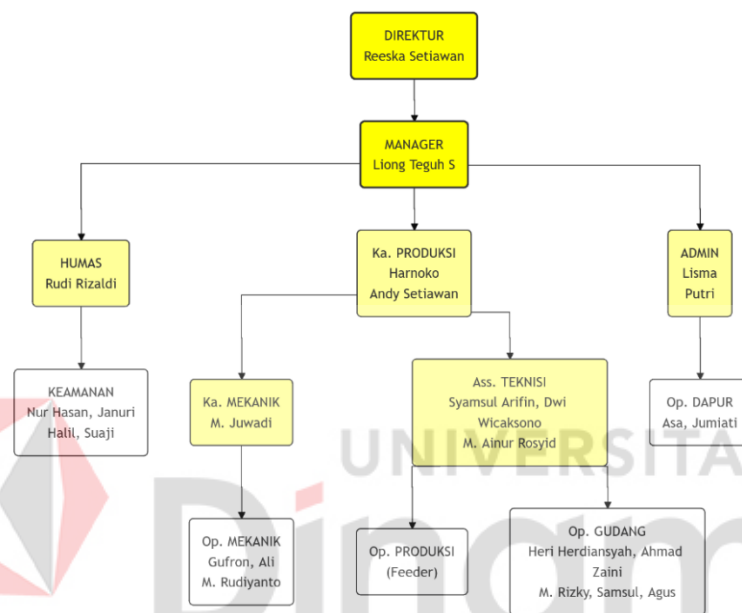 DIREKTUR
Reeska Setiawan
MANAGER
Liong Teguh S
HUMAS
Rudi Rizaldi
Ka. PRODUKSI
Harnoko
Andy Setiawan
ADMIN
Lisma
Putri
KEAMANAN
Nur Hasan, Januri
Halil, Suaji
Ka. MEKANIK
M. Juwadi
Ass. TEKNISI
Syamsul Arifin, Dwi
Wicaksono
M. Ainur Rosyid
Op. DAPUR
Asa, Jumiati
UNIVERSITA
Dinam
Op. MEKANIK
Gufron, Ali
M. Rudiyanto
Op. PRODUKSI
(Feeder)
Op. GUDANG
Heri Herdiansyah, Ahmad
Zaini
M. Rizky, Samsul, Agus